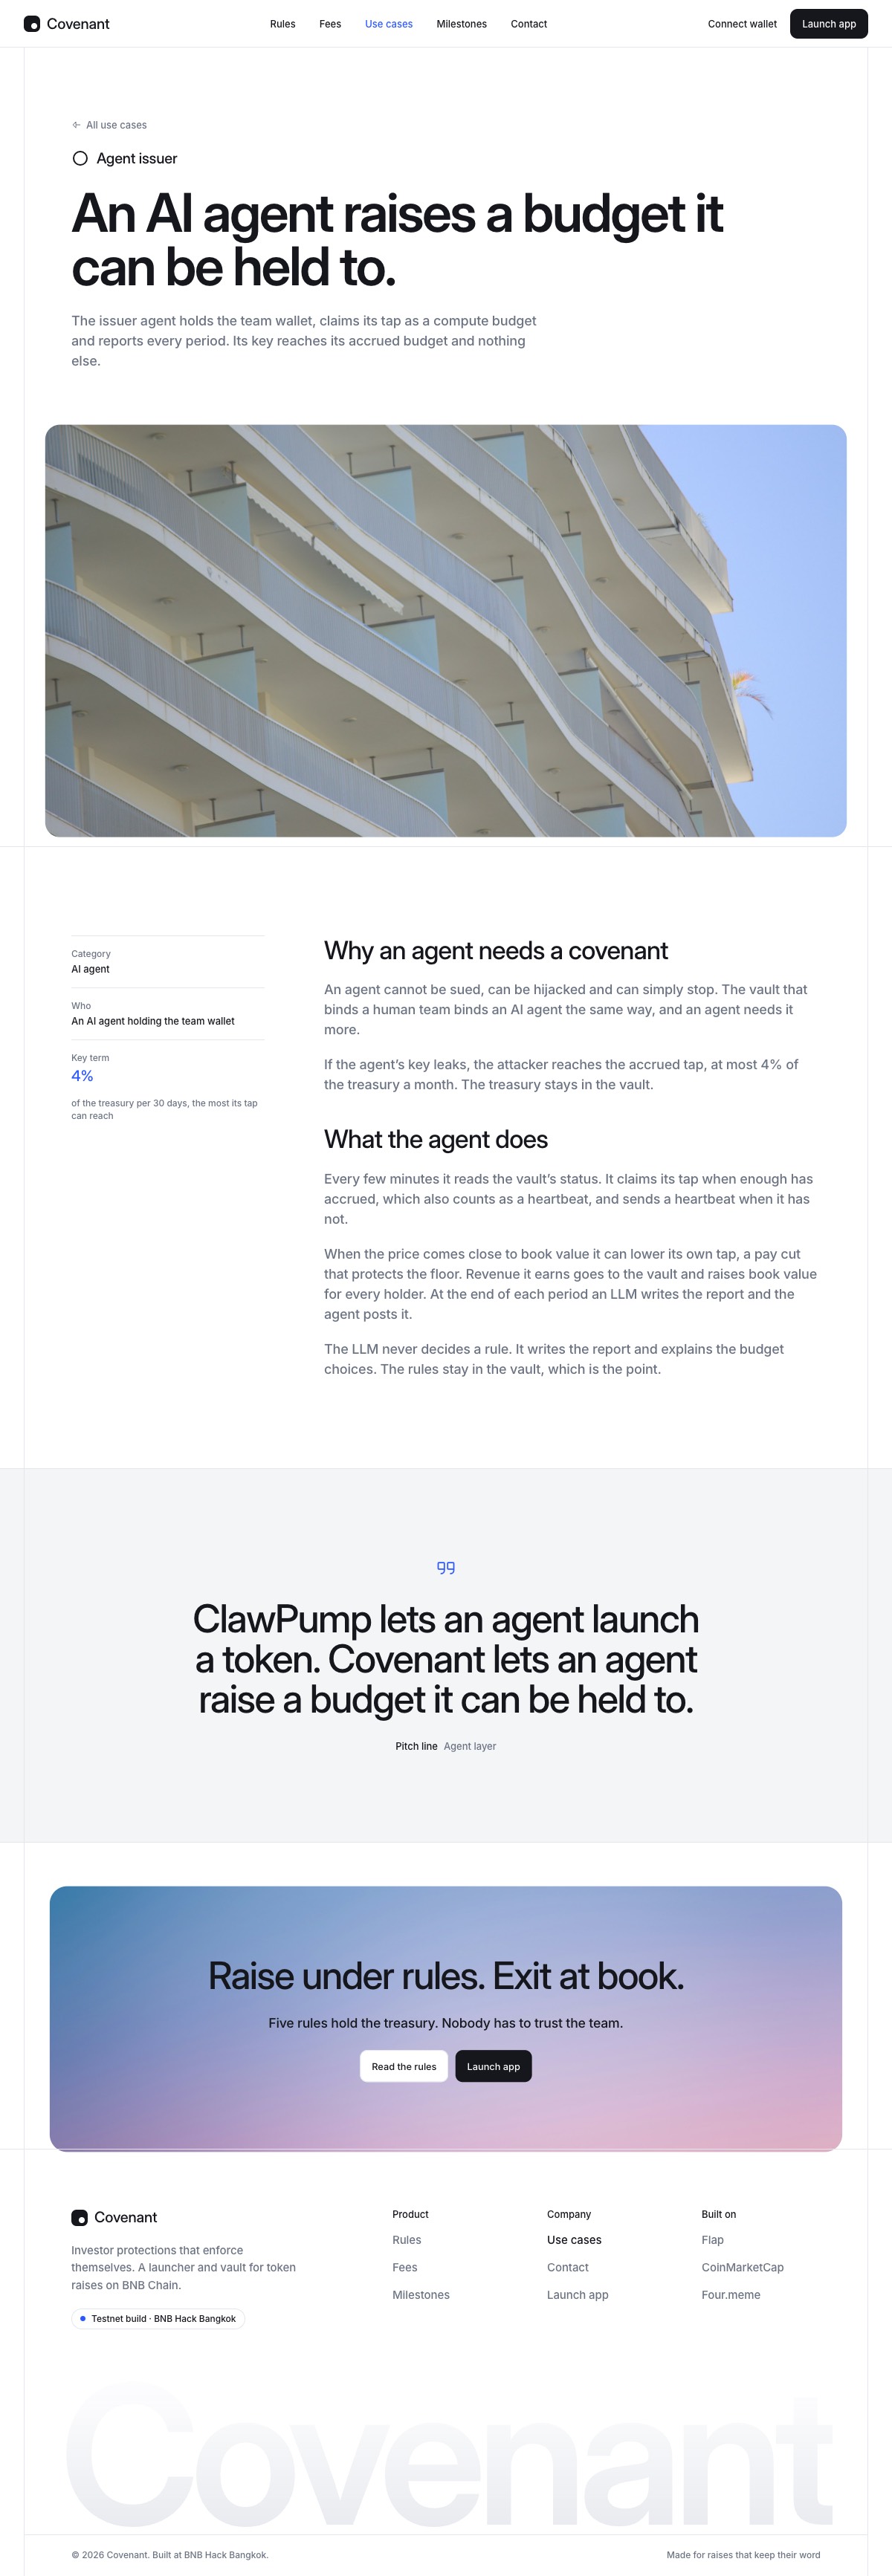 Covenant
Rules
Fees
Use cases
Milestones
Contact
Connect wallet
Launch app
All use cases
Agent issuer
An AI agent raises a budget it
can be held to.
The issuer agent holds the team wallet, claims its tap as a compute budget
and reports every period. Its key reaches its accrued budget and nothing
else.
Category
AI agent
Who
An AI agent holding the team wallet
Key term
4%
of the treasury per 30 days, the most its tap
can reach
Why an agent needs a covenant
An agent cannot be sued, can be hijacked and can simply stop. The vault that
binds a human team binds an AI agent the same way, and an agent needs it
more.
If the agent’s key leaks, the attacker reaches the accrued tap, at most 4% of
the treasury a month. The treasury stays in the vault.
What the agent does
Every few minutes it reads the vault’s status. It claims its tap when enough has
accrued, which also counts as a heartbeat, and sends a heartbeat when it has
not.
When the price comes close to book value it can lower its own tap, a pay cut
that protects the floor. Revenue it earns goes to the vault and raises book value
for every holder. At the end of each period an LLM writes the report and the
agent posts it.
The LLM never decides a rule. It writes the report and explains the budget
choices. The rules stay in the vault, which is the point.
ClawPump lets an agent launch
a token. Covenant lets an agent
raise a budget it can be held to.
Pitch line Agent layer
Raise under rules. Exit at book.
Five rules hold the treasury. Nobody has to trust the team.
Read the rules
Launch app
Covenant
Investor protections that enforce
themselves. A launcher and vault for token
raises on BNB Chain.
Testnet build · BNB Hack Bangkok
Product
Rules
Fees
Milestones
Company
Use cases
Contact
Launch app
Built on
Flap
CoinMarketCap
Four.meme
Covenant
© 2026 Covenant. Built at BNB Hack Bangkok.
Made for raises that keep their word